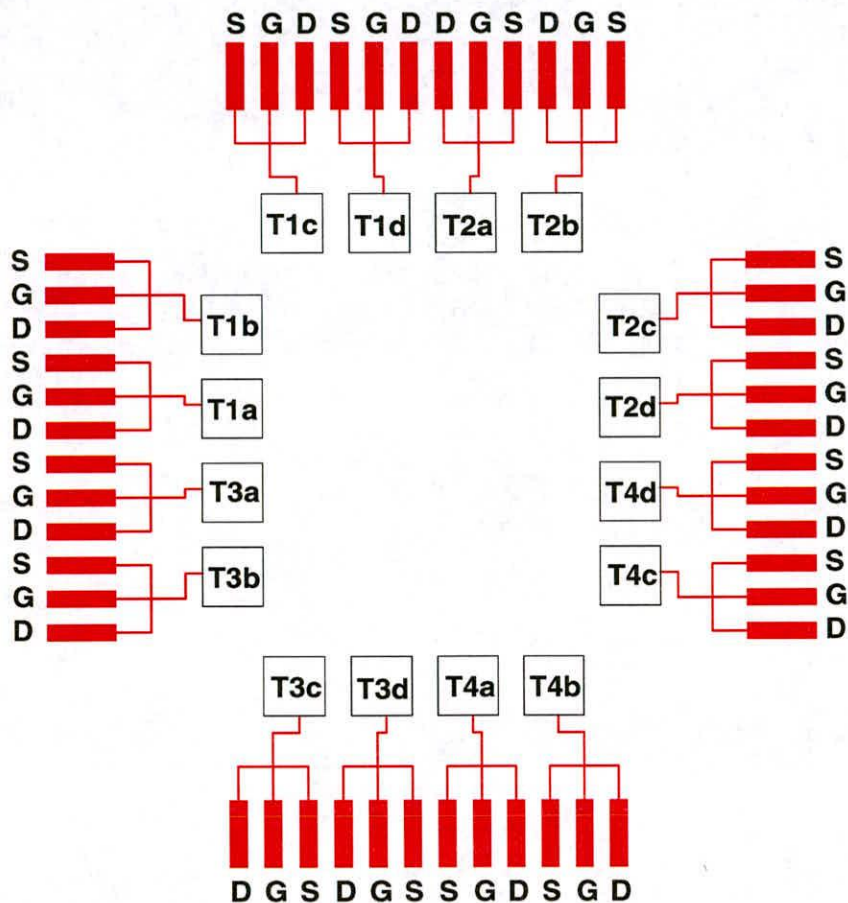 S G D S G D D G S D G S
T1c T1d T2a T2b
S S
G T1b T2c G
D D
S S
G T1a T2d G
D D
S S
G T3a T4d G
D D
S S
G T3b T4c G
D D
T3c T3d T4a T4b
D G S D G S S G D S G D